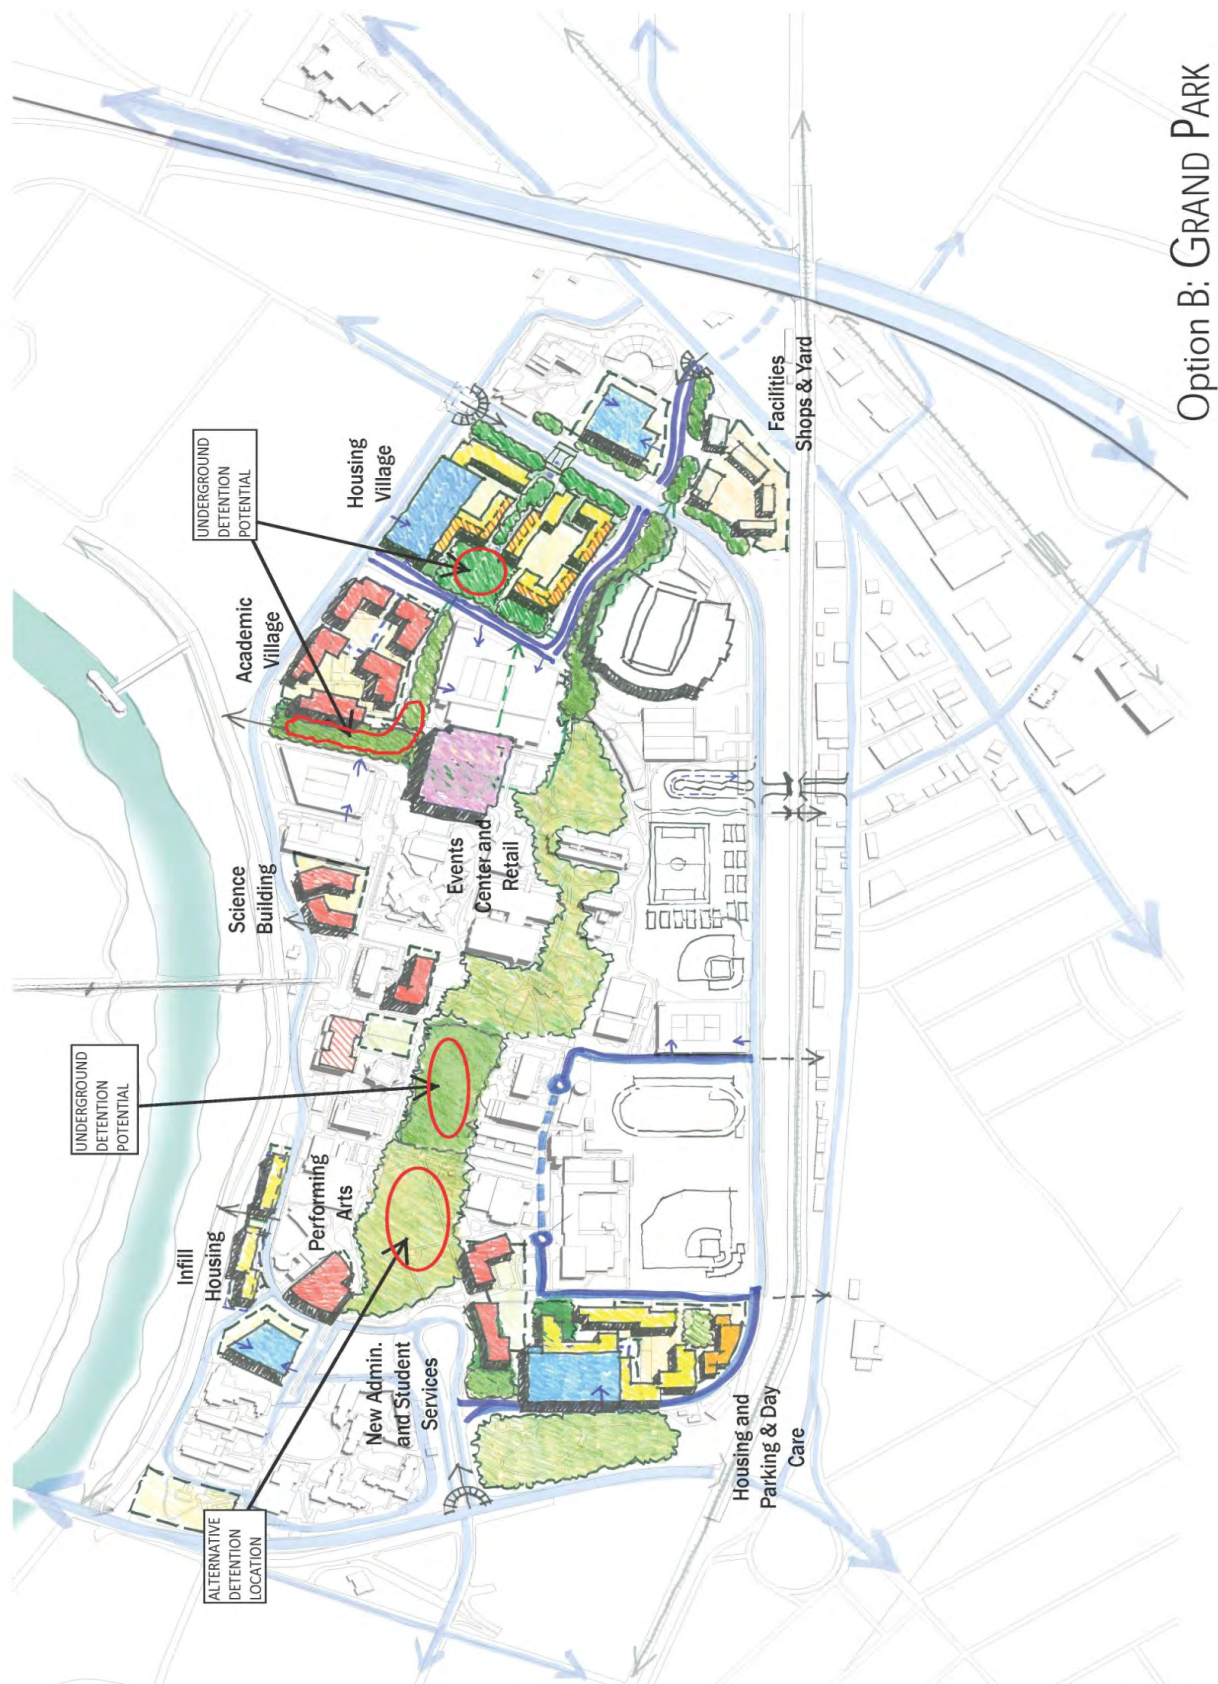 UNDERGROUND
DETENTION
POTENTIAL
Housing
Village
Academic
Village
Science
Building
Events
Center and
Retail
Facilities
Shops & Yard
UNDERGROUND
DETENTION
POTENTIAL
Infill
Housing
Performing
Arts
New Admin.
and Student
Services
Housing and
Parking & Day
Care
ALTERNATIVE
DETENTION
LOCATION
Option B: GRAND PARK